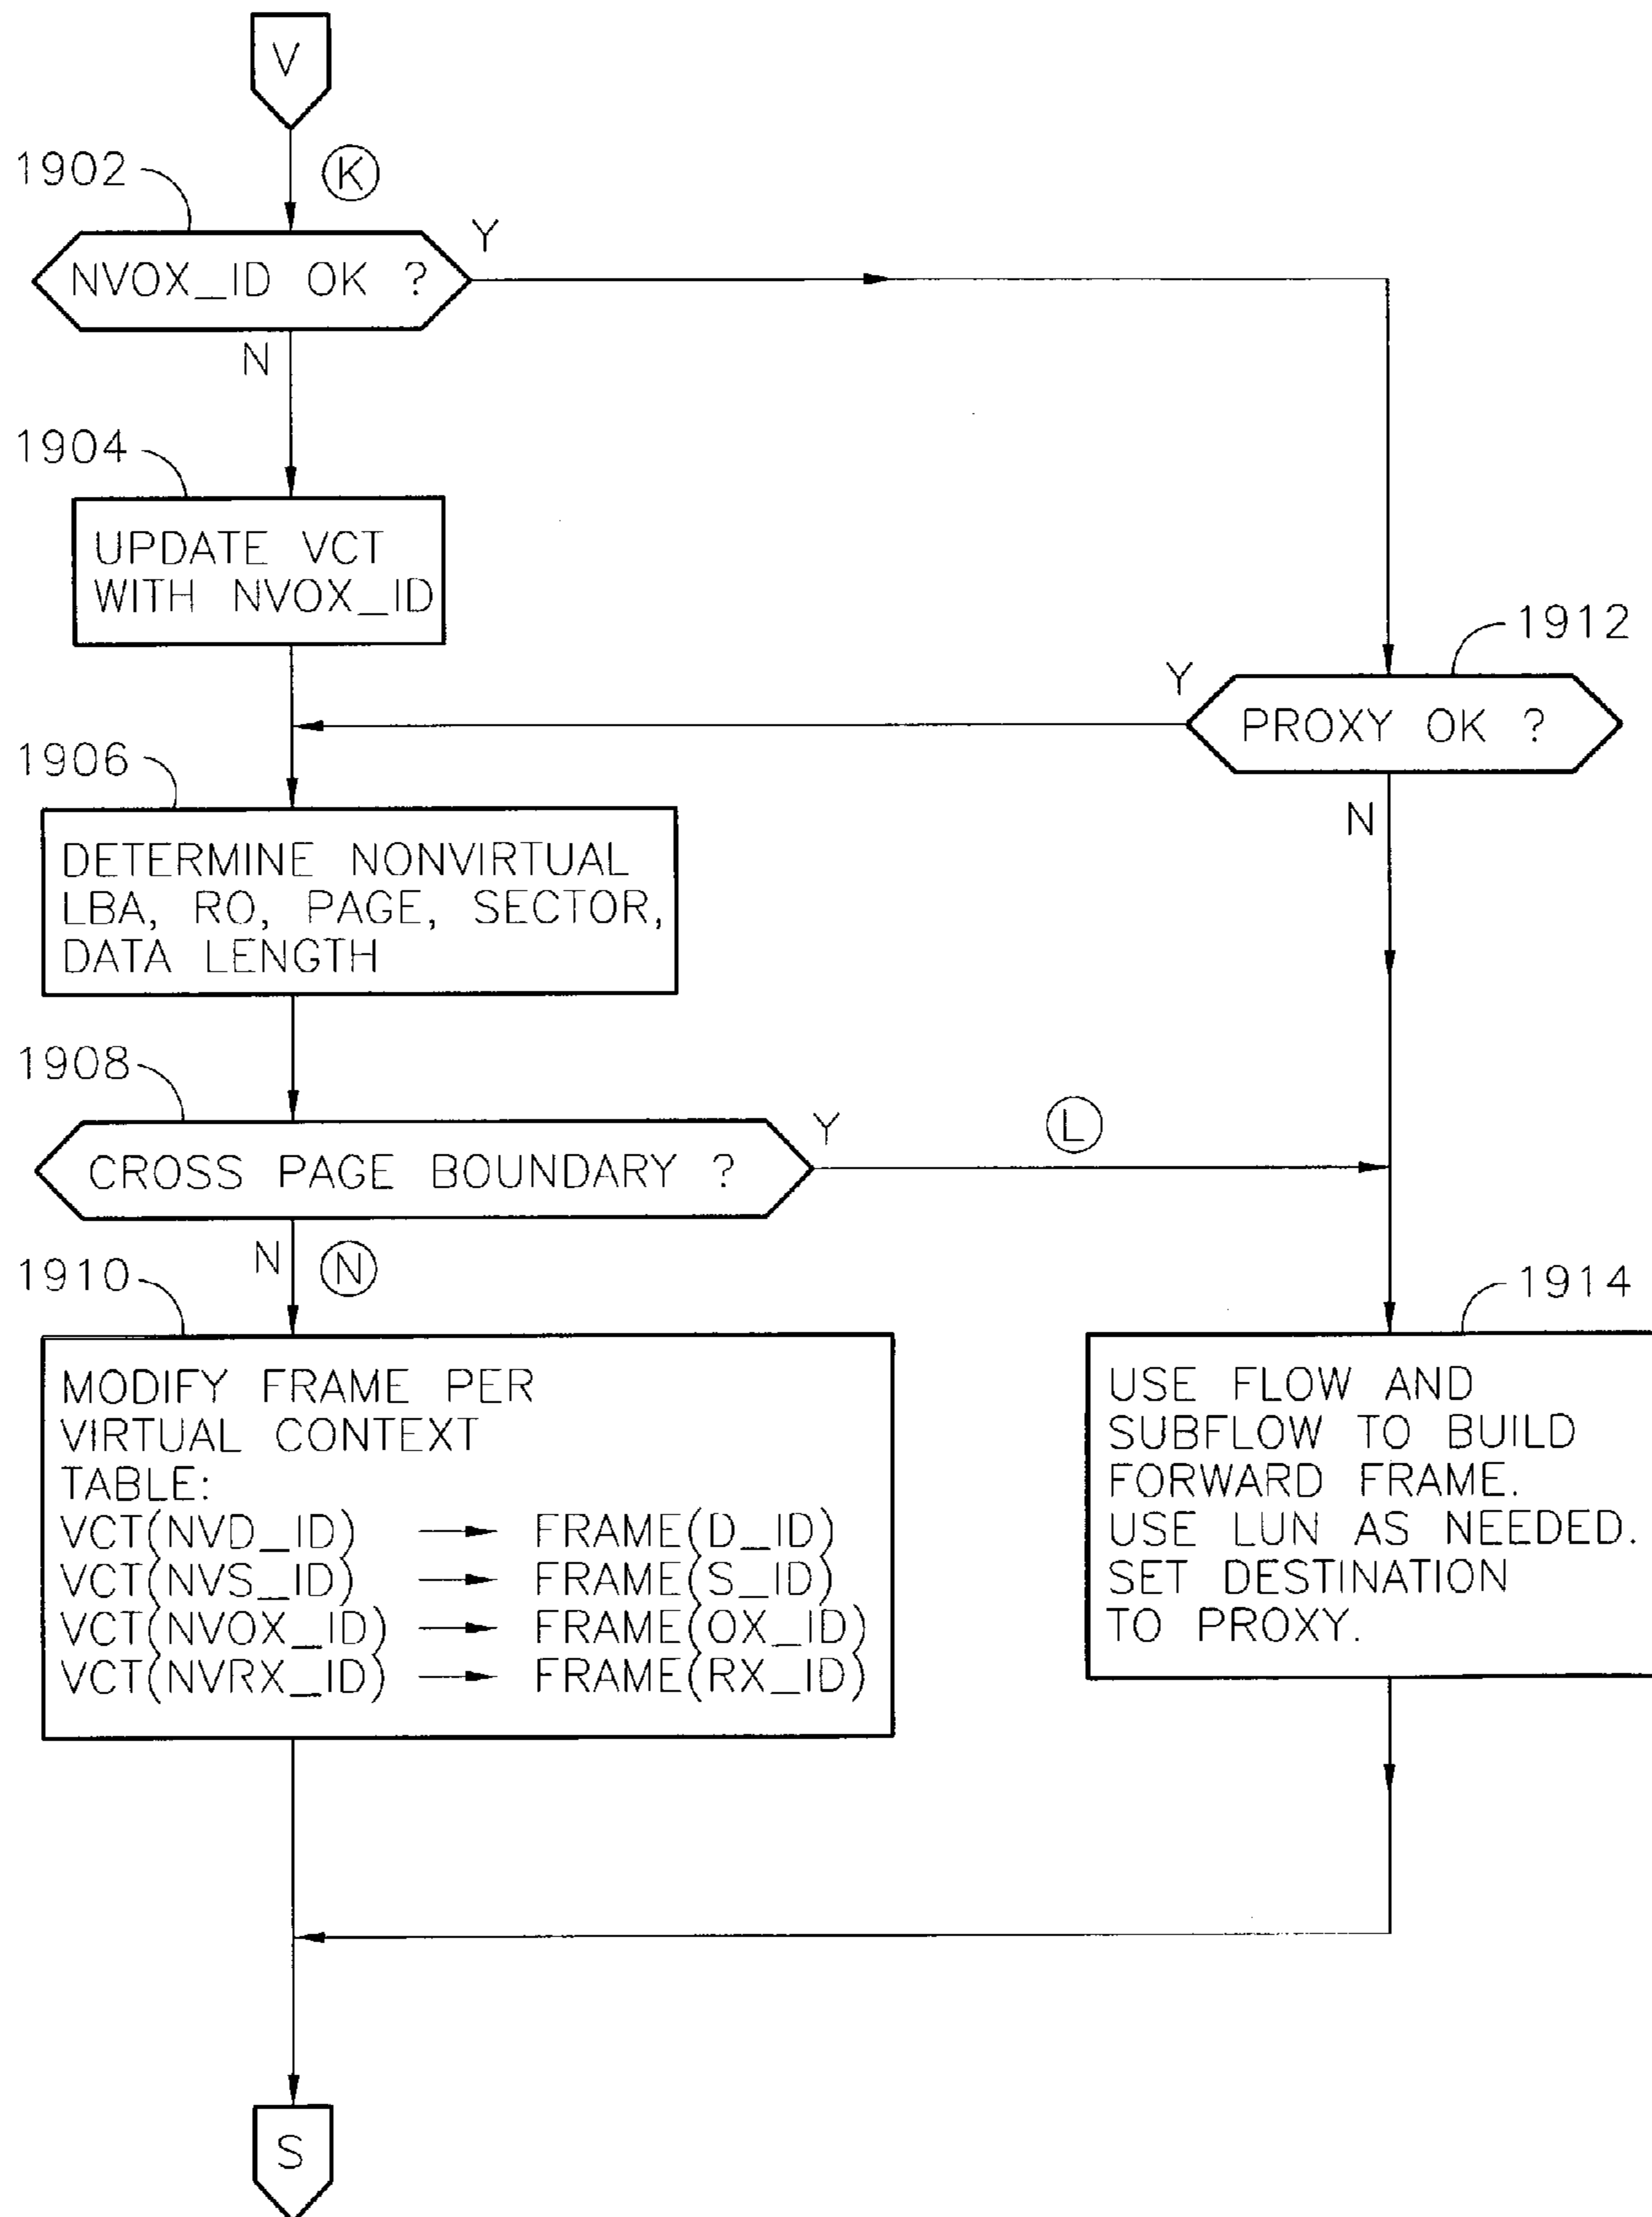 V
K
1902
NVOX_ID OK ?
Y
N
1904
UPDATE VCT
WITH NVOX_ID
1912
Y
PROXY OK ?
N
1906
DETERMINE NONVIRTUAL
LBA, RO, PAGE, SECTOR,
DATA LENGTH
1908
CROSS PAGE BOUNDARY ?
Y
L
N
N
1910
MODIFY FRAME PER
VIRTUAL CONTEXT
TABLE:
VCT(NVD_ID) → FRAME(D_ID)
VCT(NVS_ID) → FRAME(S_ID)
VCT(NVOX_ID) → FRAME(OX_ID)
VCT(NVRX_ID) → FRAME(RX_ID)
1914
USE FLOW AND
SUBFLOW TO BUILD
FORWARD FRAME.
USE LUN AS NEEDED.
SET DESTINATION
TO PROXY.
S